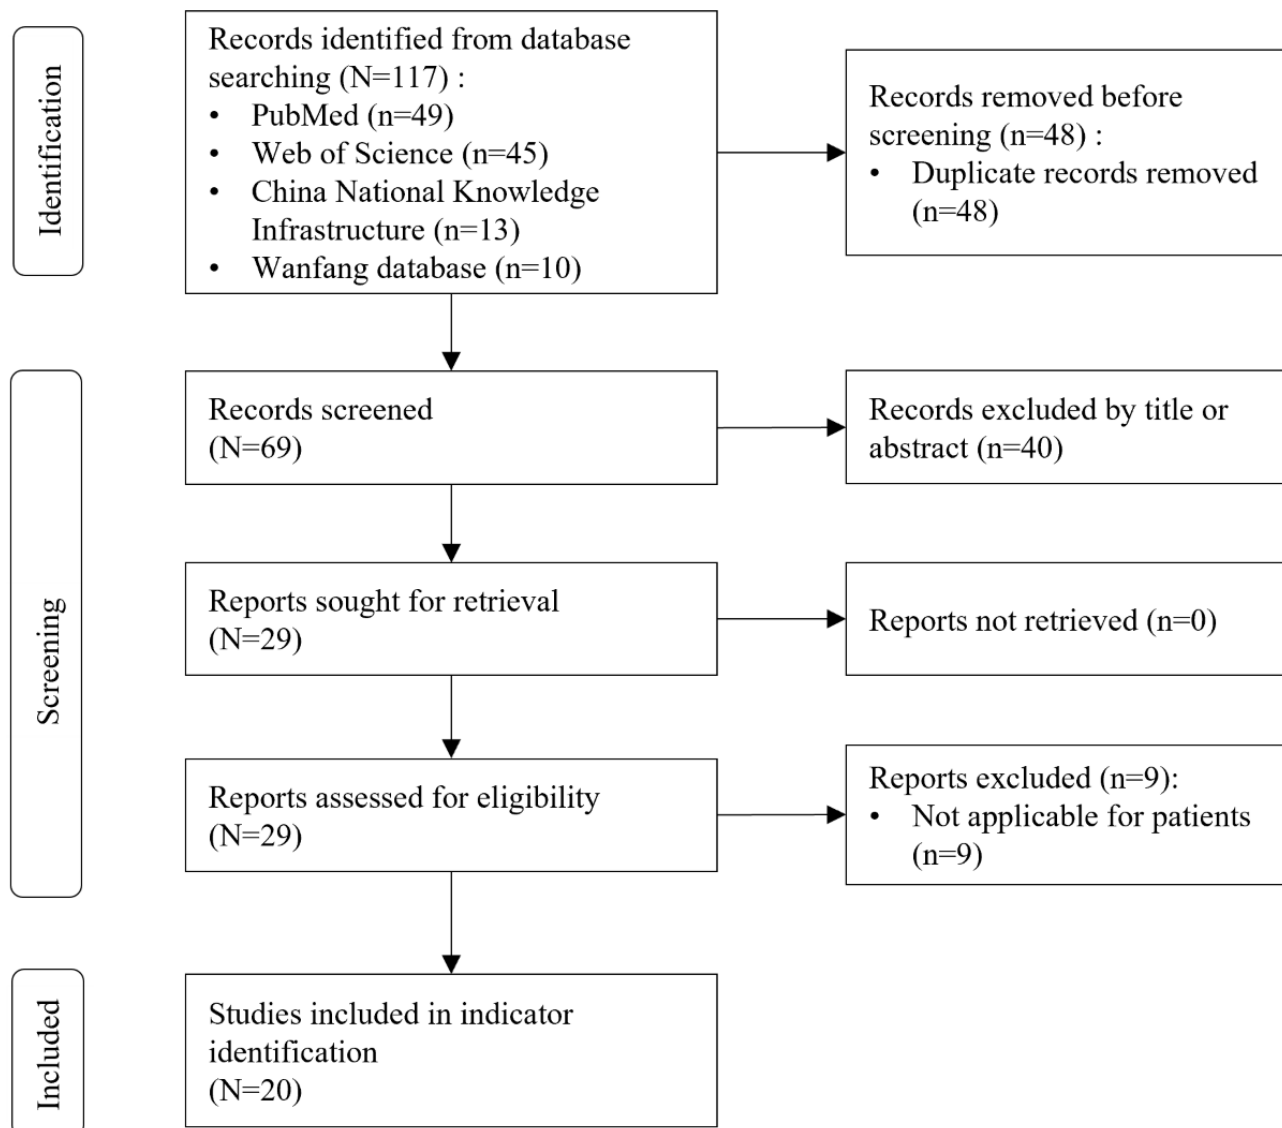 Identification
Records identified from database
searching (N=117) :
• PubMed (n=49)
• Web of Science (n=45)
• China National Knowledge
Infrastructure (n=13)
• Wanfang database (n=10)
Records removed before
screening (n=48) :
• Duplicate records removed
(n=48)
Screening
Records screened
(N=69)
Records excluded by title or
abstract (n=40)
Reports sought for retrieval
(N=29)
Reports not retrieved (n=0)
Reports assessed for eligibility
(N=29)
Reports excluded (n=9):
• Not applicable for patients
(n=9)
Included
Studies included in indicator
identification
(N=20)